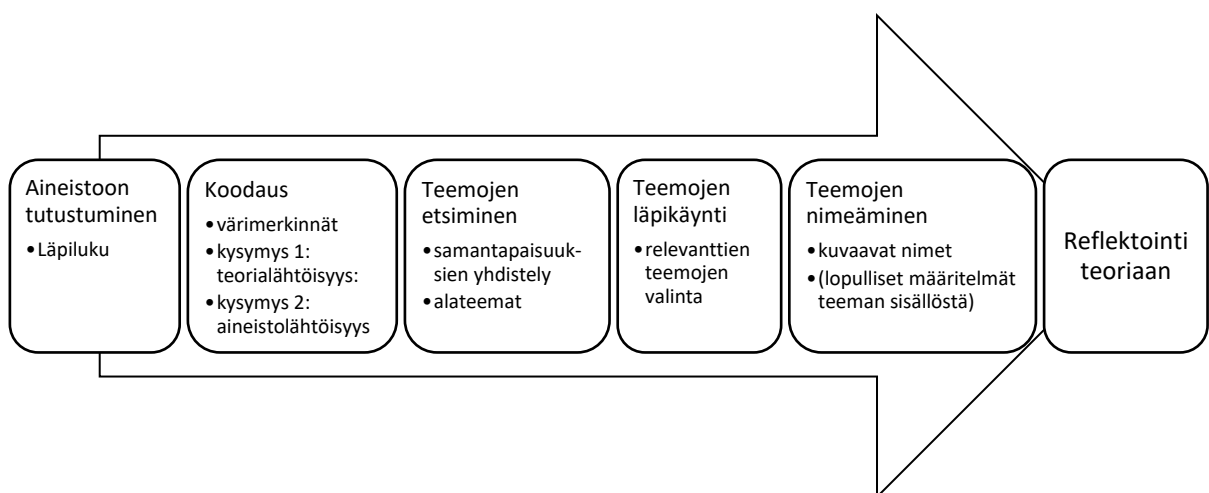 Aineistoon
tutustuminen
•Läpiluku
Koodaus
•värimerkinnät
•kysymys 1:
teorialähtöisyys:
•kysymys 2:
aineistolähtöisyys
Teemojen
etsiminen
•samantapaisuuk-
sien yhdistely
•alateemat
Teemojen
läpikäynti
•relevanttien
teemojen
valinta
Teemojen
nimeäminen
•kuvaavat nimet
•(lopulliset määritelmät
teeman sisällöstä)
Reflektointi
teoriaan